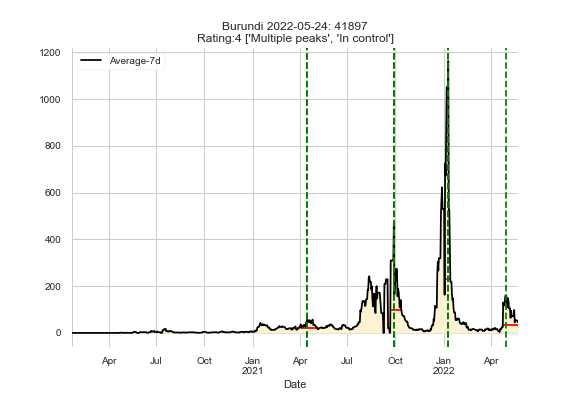 Burundi 2022-05-24: 41897
Rating:4 ['Multiple peaks', 'In control']
Average-7d
1200
1000
800
600
400
200
0
Apr Jul Oct Jan Apr Jul Oct Jan Apr
2021 2022
Date